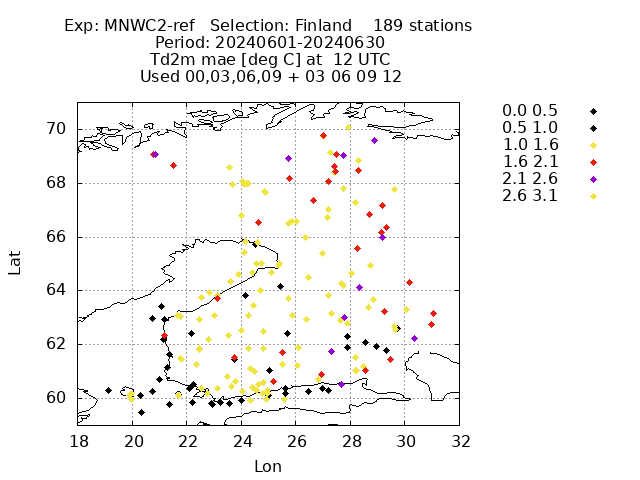 Exp: MNWC2-ref Selection: Finland 189 stations
Period: 20240601-20240630
Td2m mae [deg C] at 12 UTC
Used 00,03,06,09 + 03 06 09 12
0.0 0.5
0.5 1.0
1.0 1.6
1.6 2.1
2.1 2.6
2.6 3.1
70
68
66
64
62
60
Lat
18 20 22 24 26 28 30 32
Lon